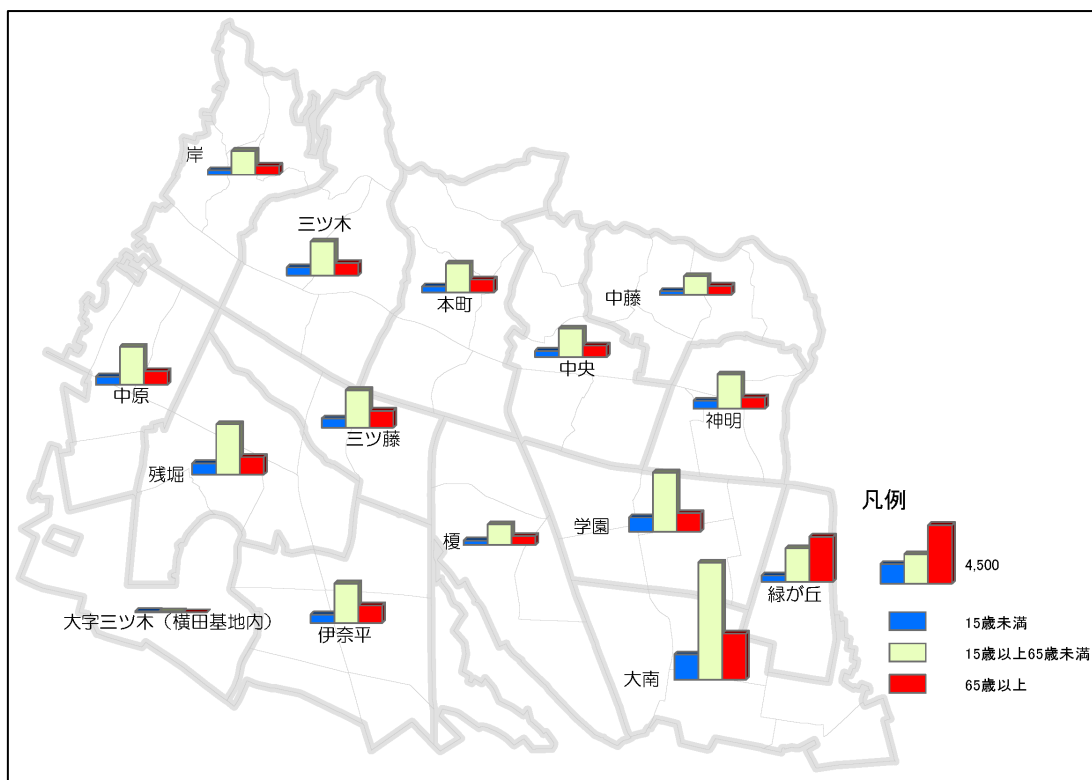 岸
三ツ木
本町
中藤
中央
中原
神明
三ツ藤
残堀
学園
榎
緑が丘
大字三ツ木（横田基地内）
伊奈平
大南
凡例
4,500
15歳未満
15歳以上65歳未満
65歳以上